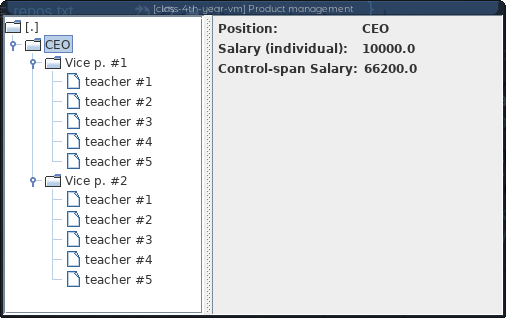 [class-4th-year-vm] Product management
[.]
CEO
Vice p. #1
teacher #1
teacher #2
teacher #3
teacher #4
teacher #5
Vice p. #2
teacher #1
teacher #2
teacher #3
teacher #4
teacher #5
Position: CEO
Salary (individual): 10000.0
Control-span Salary: 66200.0